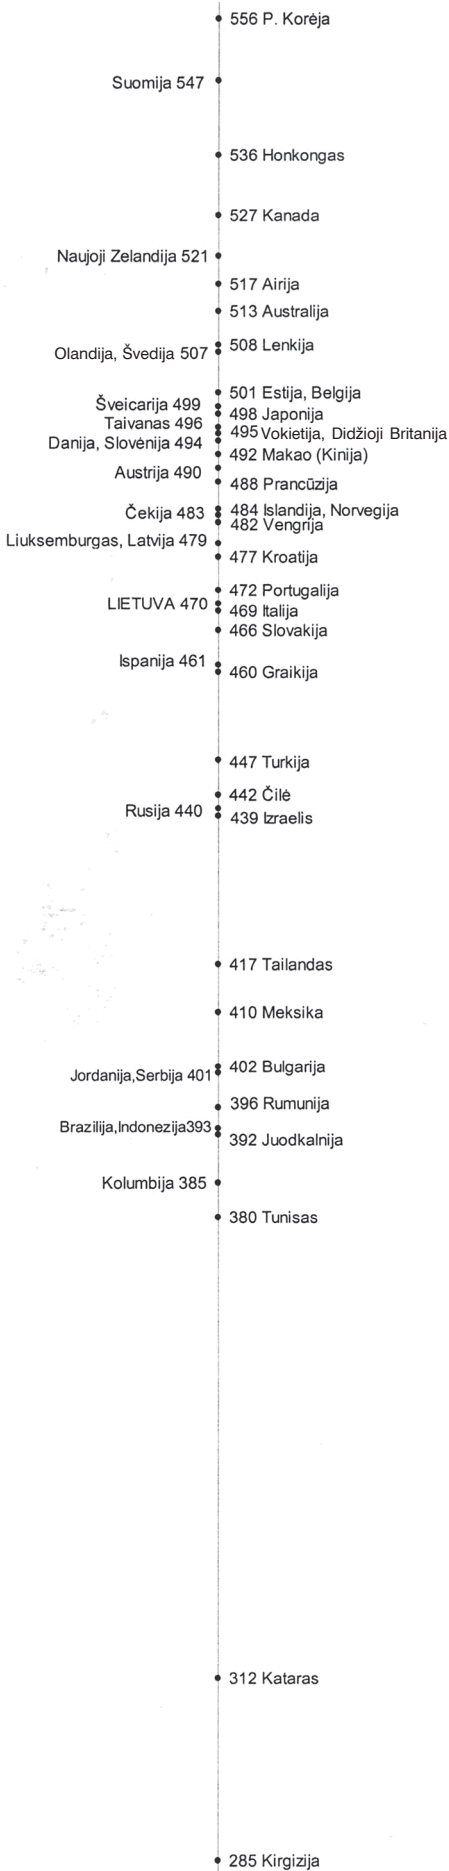 556 P. Korėja
Suomija 547
536 Honkongas
527 Kanada
Naujoji Zelandija 521
517 Airija
513 Australija
508 Lenkija
Olandija, Švedija 507
501 Estija, Belgija
Šveicarija 499
498 Japonija
Taivanas 496
495 Vokietija, Didžioji Britanija
Danija, Slovėnija 494
492 Makao (Kinija)
Austrija 490
488 Prancūzija
484 Islandija, Norvegija
Čekija 483
482 Vengrija
Liuksemburgas, Latvija 479
477 Kroatija
472 Portugalija
LIETUVA 470
469 Italija
466 Slovakija
Ispanija 461
460 Graikija
447 Turkija
442 Čilė
Rusija 440
439 Izraelis
417 Tailandas
410 Meksika
402 Bulgarija
Jordanija,Serbija 401
396 Rumunija
Brazilija,Indonezija393
392 Juodkalnija
Kolumbija 385
380 Tunisas
312 Kataras
285 Kirgizija